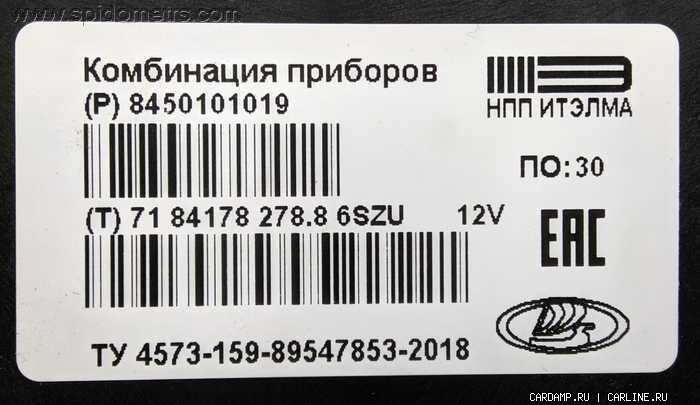 www.spidometrs.com
Комбинация приборов
(P) 8450101019
НПП ИТЭЛМА
ПО: 30
(T) 71 84178 278.8 6SZU 12V
EAC
ТУ 4573-159-89547853-2018
CARDAMP.RU | CARLINE.RU